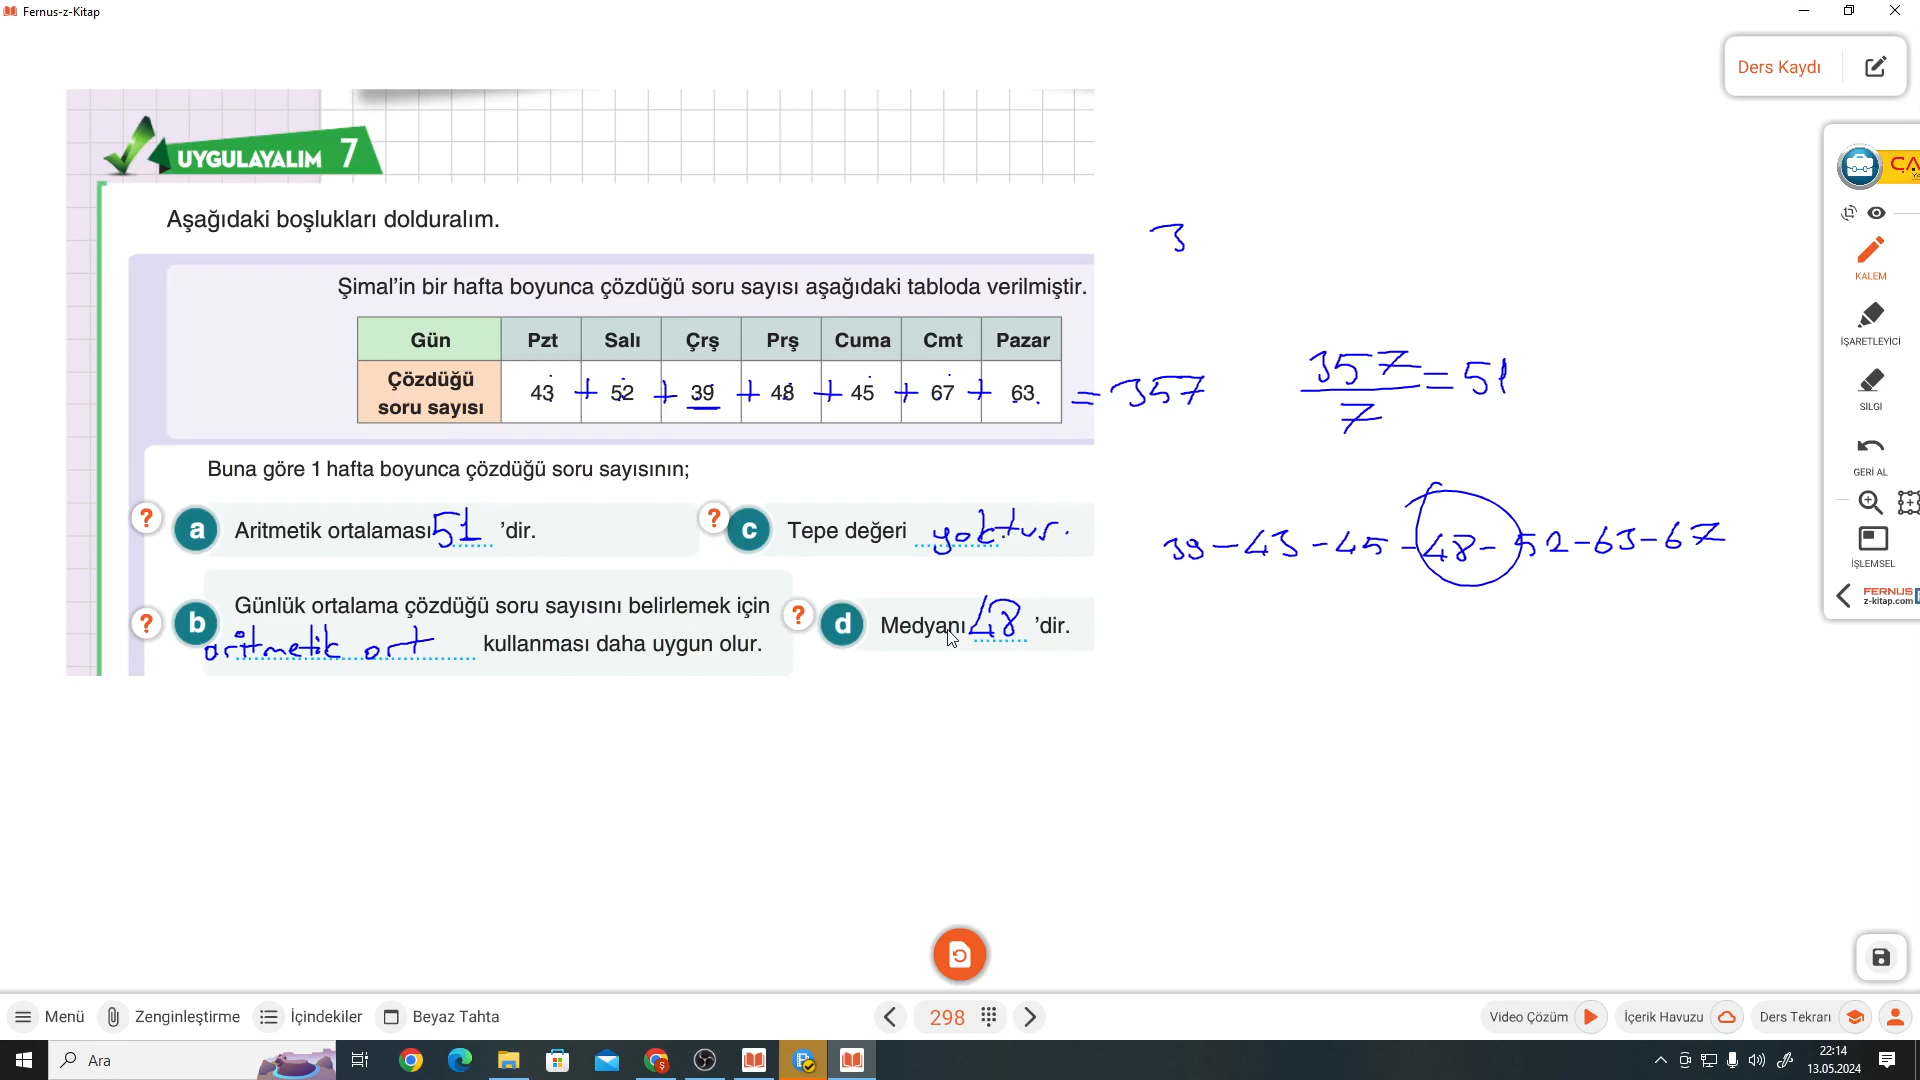 Fernus-z-Kitap
Ders Kaydı
UYGULAYALIM 7
Aşağıdaki boşlukları dolduralım.
3
Şimal'in bir hafta boyunca çözdüğü soru sayısı aşağıdaki tabloda verilmiştir.
Gün Pzt Salı Çrş Prş Cuma Cmt Pazar
Çözdüğü soru sayısı 43 + 52 + 39 + 48 + 45 + 67 + 63 = 357
357/7 = 51
Buna göre 1 hafta boyunca çözdüğü soru sayısının;
? a Aritmetik ortalaması 51 'dir.
? c Tepe değeri yoktur.
39 - 43 - 45 - 48 - 52 - 63 - 67
? b Günlük ortalama çözdüğü soru sayısını belirlemek için
aritmetik ort kullanması daha uygun olur.
? d Medyanı 48 'dir.
KALEM
İŞARETLEYİCİ
SİLGİ
GERİ AL
İŞLEMSEL
FERNUS
z-kitap.com
Menü Zenginleştirme İçindekiler Beyaz Tahta 298 Video Çözüm İçerik Havuzu Ders Tekrarı
Ara
22:14
13.05.2024